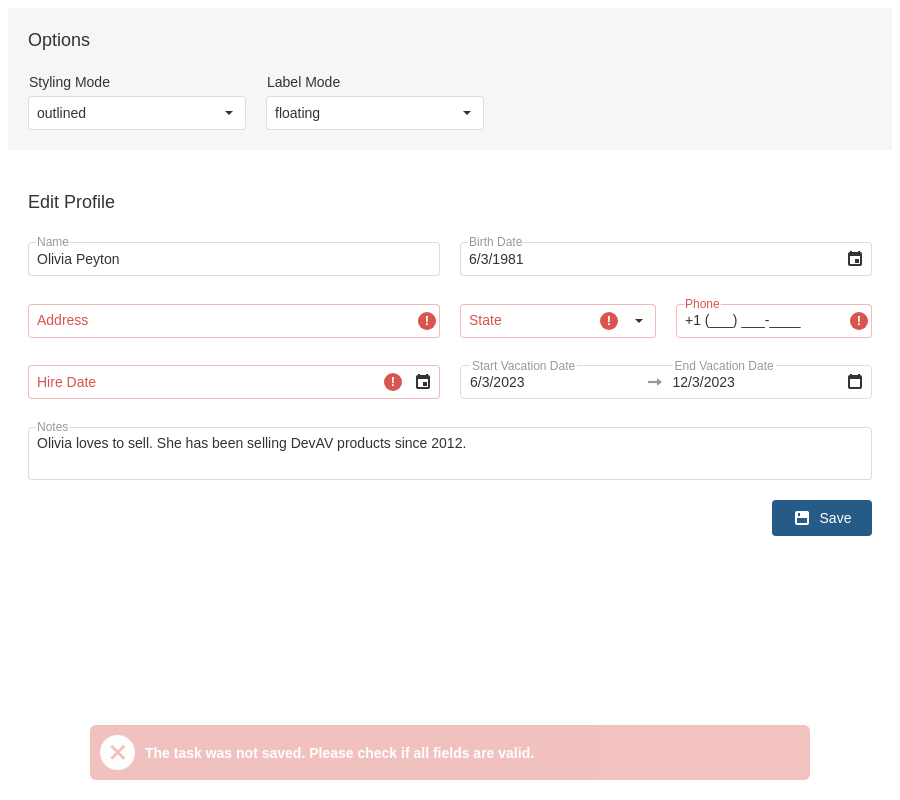 Options
Styling Mode Label Mode
outlined floating
Edit Profile
Name Birth Date
Olivia Peyton 6/3/1981
Phone
Address ! State ! +1 (___) ___-____ !
Start Vacation Date End Vacation Date
Hire Date ! 6/3/2023 12/3/2023
Notes
Olivia loves to sell. She has been selling DevAV products since 2012.
Save
The task was not saved. Please check if all fields are valid.